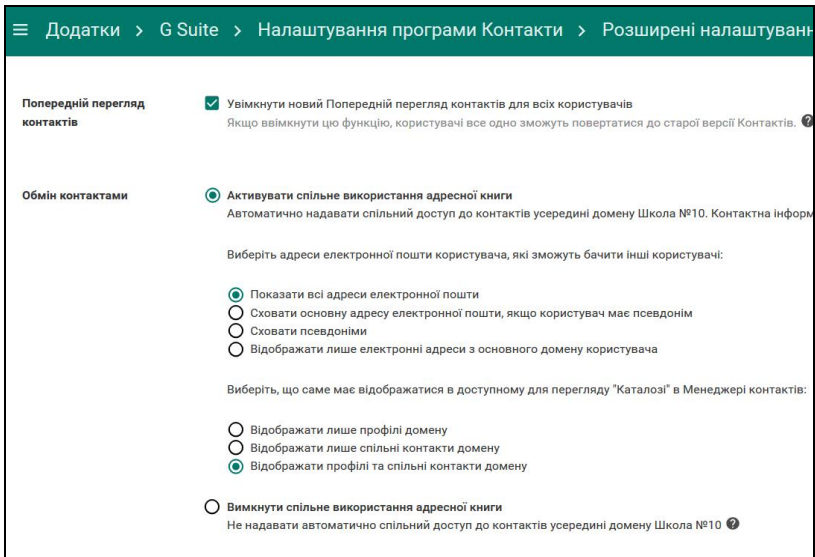 Додатки > G Suite > Налаштування програми Контакти > Розширені налаштуванн
Попередній перегляд контактів
Увімкнути новий Попередній перегляд контактів для всіх користувачів
Якщо ввімкнути цю функцію, користувачі все одно зможуть повертатися до старої версії Контактів.
Обмін контактами
Активувати спільне використання адресної книги
Автоматично надавати спільний доступ до контактів усередині домену Школа №10. Контактна інформ
Виберіть адреси електронної пошти користувача, які зможуть бачити інші користувачі:
Показати всі адреси електронної пошти
Сховати основну адресу електронної пошти, якщо користувач має псевдонім
Сховати псевдоніми
Відображати лише електронні адреси з основного домену користувача
Виберіть, що саме має відображатися в доступному для перегляду "Каталозі" в Менеджері контактів:
Відображати лише профілі домену
Відображати лише спільні контакти домену
Відображати профілі та спільні контакти домену
Вимкнути спільне використання адресної книги
Не надавати автоматично спільний доступ до контактів усередині домену Школа №10